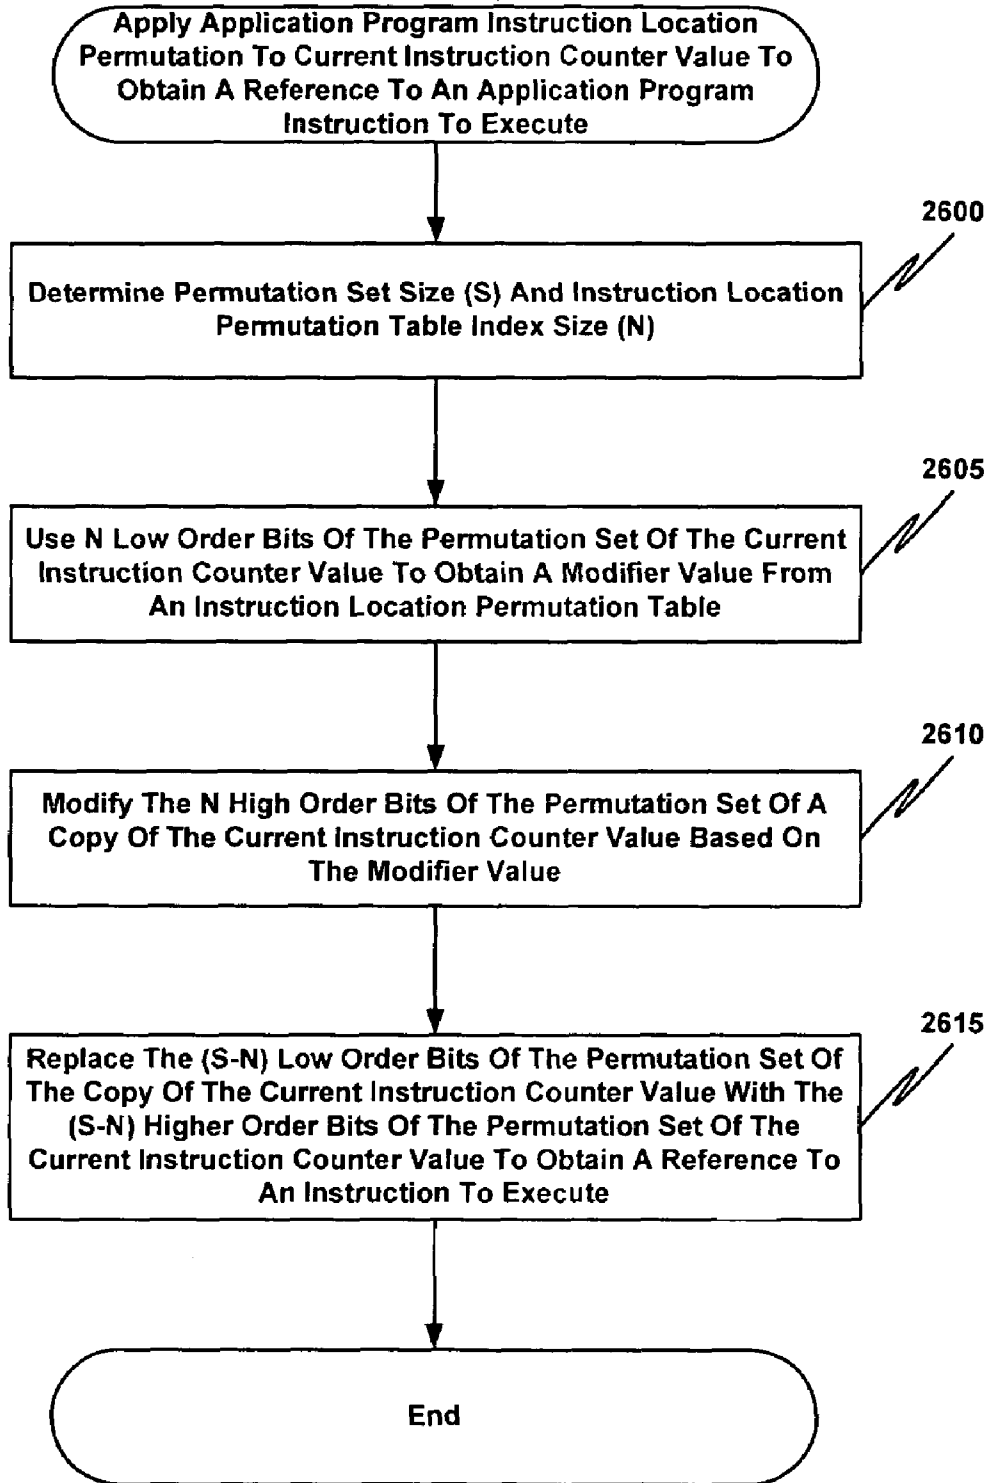 Apply Application Program Instruction Location
Permutation To Current Instruction Counter Value To
Obtain A Reference To An Application Program
Instruction To Execute
2600
Determine Permutation Set Size (S) And Instruction Location
Permutation Table Index Size (N)
2605
Use N Low Order Bits Of The Permutation Set Of The Current
Instruction Counter Value To Obtain A Modifier Value From
An Instruction Location Permutation Table
2610
Modify The N High Order Bits Of The Permutation Set Of A
Copy Of The Current Instruction Counter Value Based On
The Modifier Value
2615
Replace The (S-N) Low Order Bits Of The Permutation Set Of
The Copy Of The Current Instruction Counter Value With The
(S-N) Higher Order Bits Of The Permutation Set Of The
Current Instruction Counter Value To Obtain A Reference To
An Instruction To Execute
End